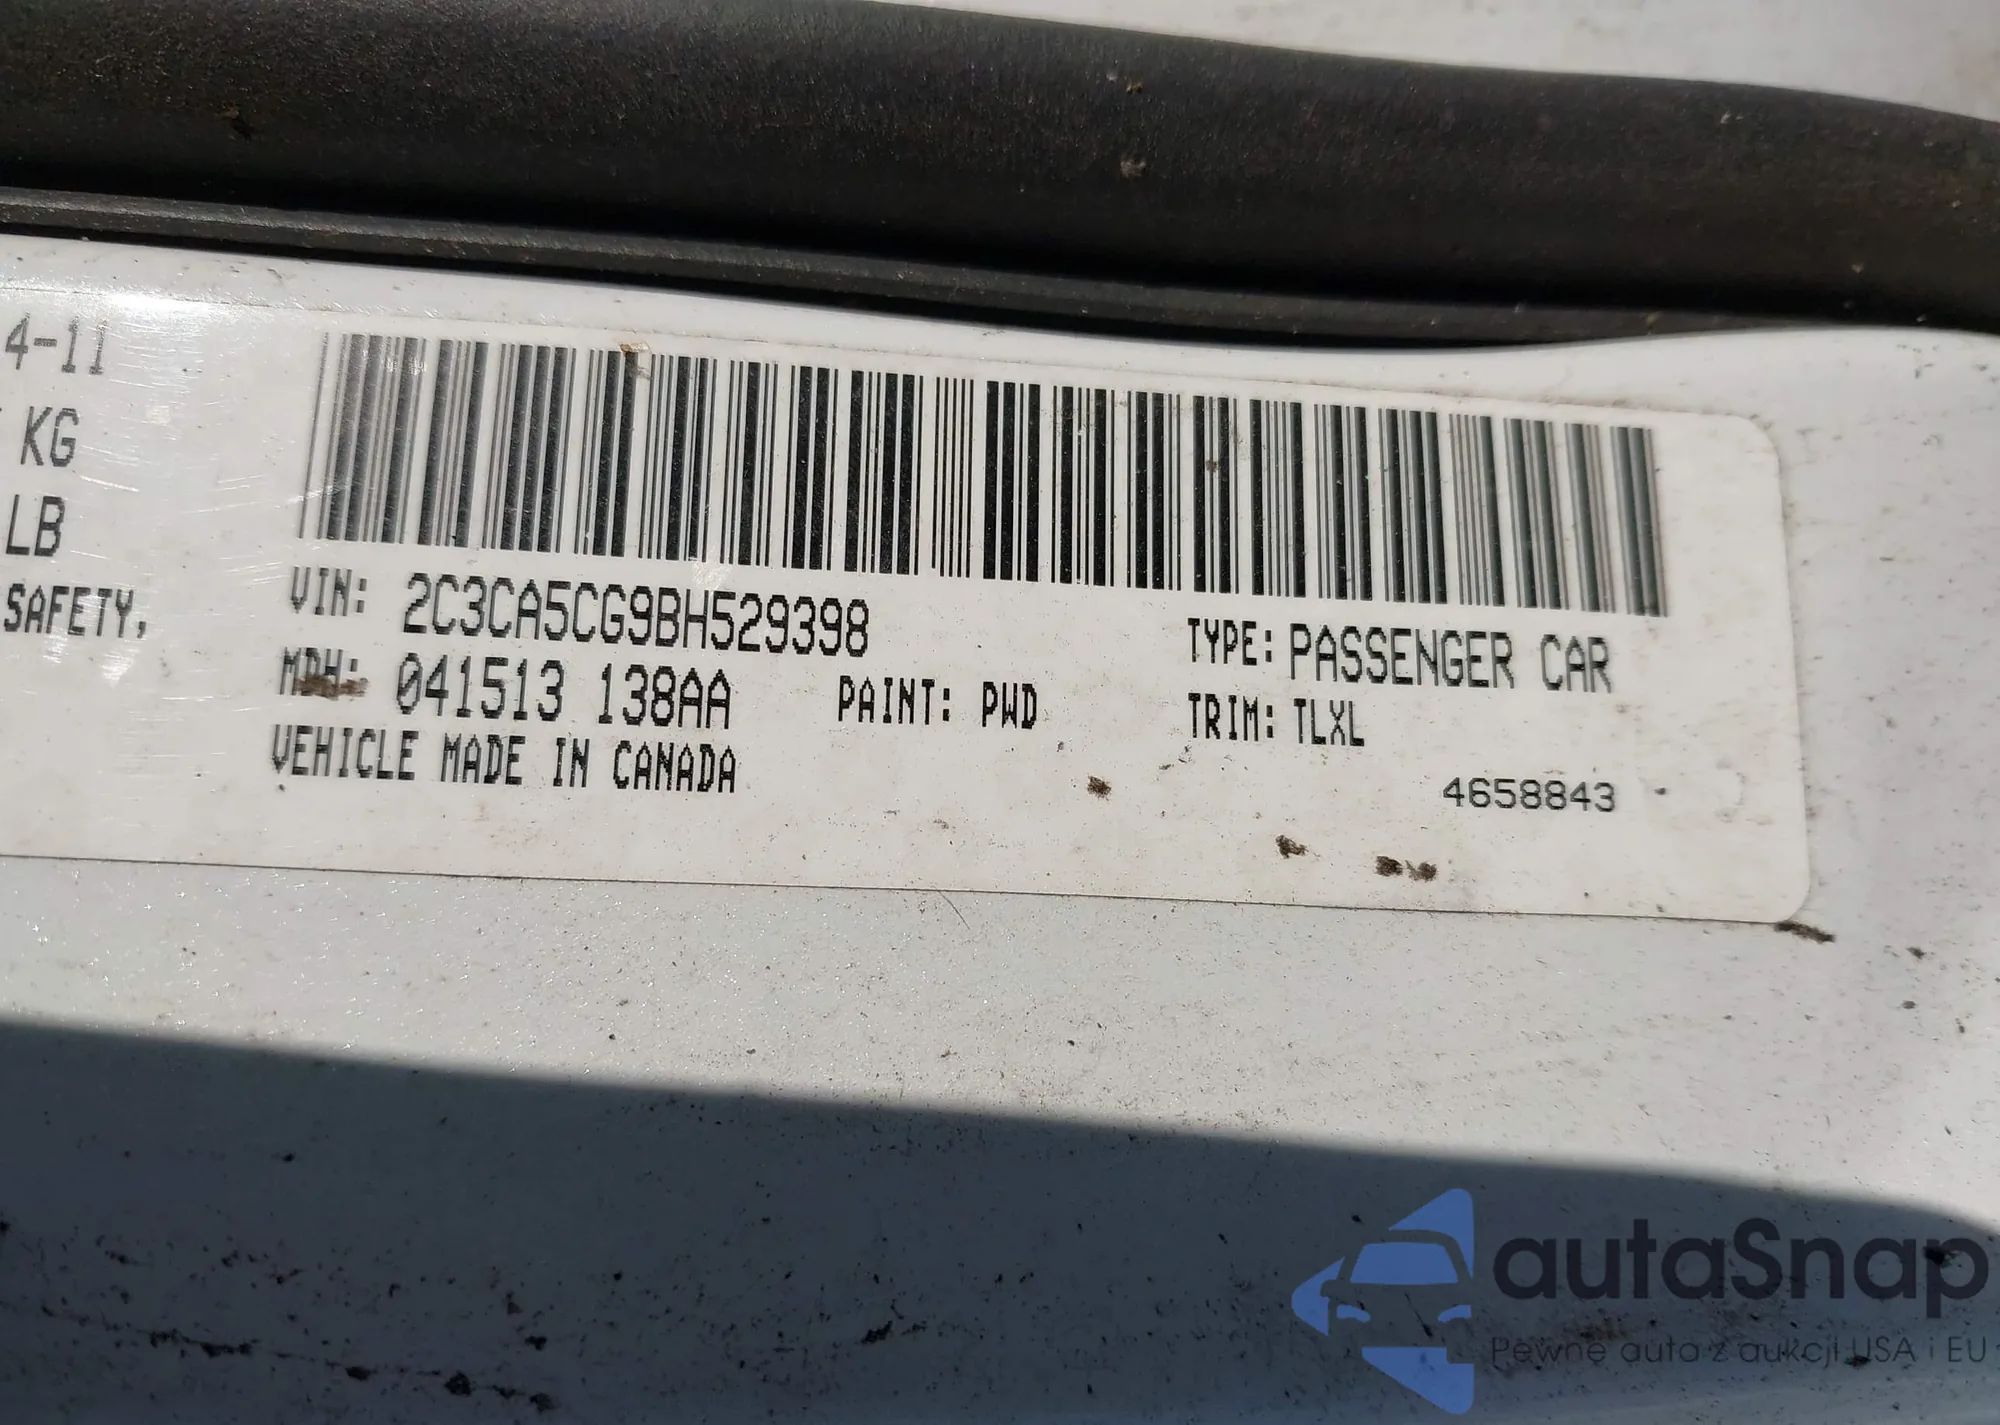 4-11
KG
LB
SAFETY,
VIN: 2C3CA5CG9BH529398
TYPE: PASSENGER CAR
MDH: 041513 138AA
PAINT: PWD
TRIM: TLXL
VEHICLE MADE IN CANADA
4658843
autaSnap
Pewne auta z aukcji USA i EU